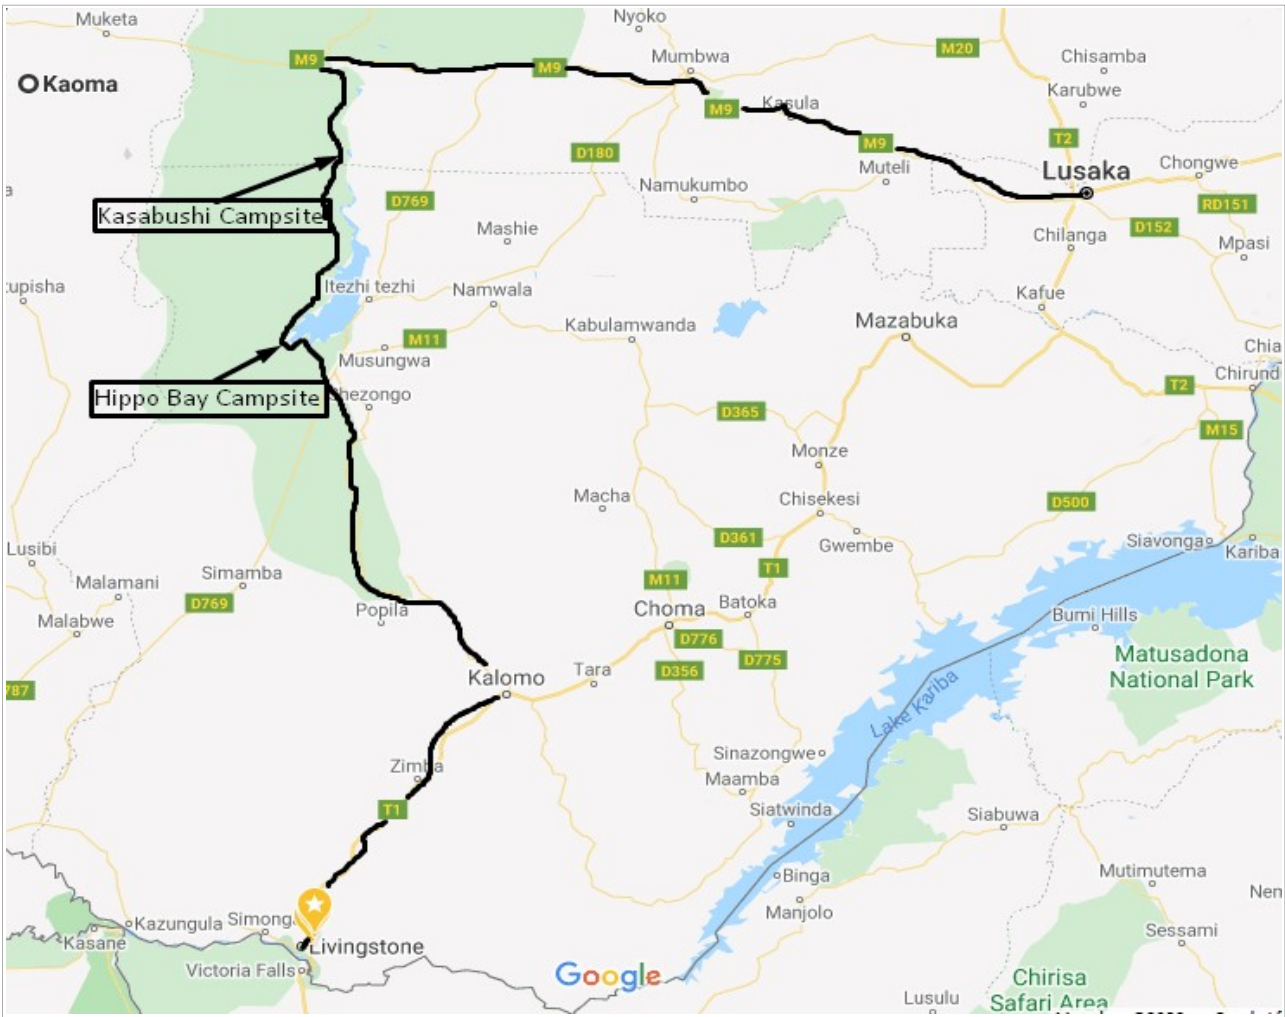 Muketa
Nyoko
M9
M9
Mumbwa
M20
Chisamba
Kaoma
Karubwe
M9
Kasula
T2
M9
D180
Muteli
Lusaka
Chongwe
Namukumbo
D769
RD151
Kasabushi Campsite
Mashie
D152
Chilanga
Mpasi
tupisha
Itezhi tezhi
Namwala
Kafue
Kabulamwanda
Mazabuka
M11
Musungwa
Chia
Chirund
T2
Hippo Bay Campsite
hezongo
D365
M15
Monze
Macha
Chisekesi
D500
D361
Gwembe
Siavonga
Kariba
Lusibi
T1
Malamani
Simamba
M11
D769
Popila
Choma
Batoka
Malabwe
Bumi Hills
D776
D775
Matusadona
National Park
Kalomo
Tara
D356
787
Lake Kariba
Sinazongwe
Zimba
Maamba
T1
Siatwinda
Siabuwa
Binga
Mutimutema
Manjolo
Nen
Kazungula
Simonga
Kasane
Livingstone
Sessami
Victoria Falls
Google
Chirisa
Safari Area
Lusulu